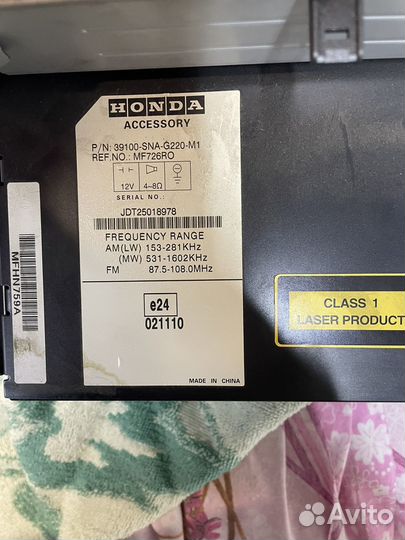 HONDA
ACCESSORY
P/N: 39100-SNA-G220-M1
REF.NO.: MF726RO
12V 4~8Ω
SERIAL NO.:
JDT25018978
FREQUENCY RANGE
AM(LW) 153-281KHz
(MW) 531-1602KHz
FM 87.5-108.0MHz
e24
021110
MADE IN CHINA
MFHN759A
CLASS 1
LASER PRODUCT
Avito